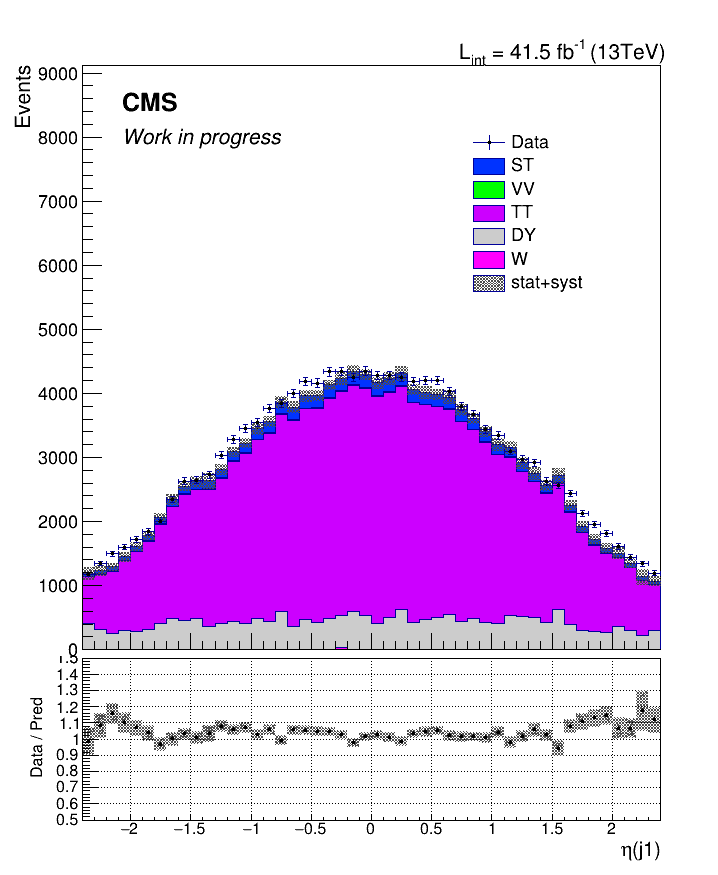 L_int = 41.5 fb^-1 (13TeV)
Events
9000
CMS
Work in progress
8000
Data
ST
VV
7000
TT
DY
W
6000
stat+syst
5000
4000
3000
2000
1000
0
Data / Pred
1.5
1.4
1.3
1.2
1.1
1
0.9
0.8
0.7
0.6
0.5
−2 −1.5 −1 −0.5 0 0.5 1 1.5 2
η(j1)